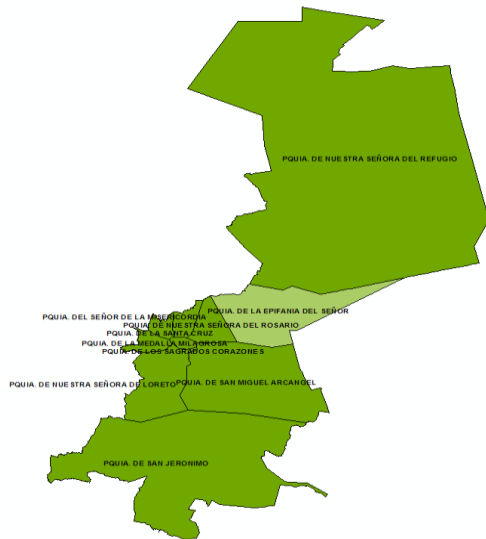 PQUIA. DE NUESTRA SEÑORA DEL REFUGIO
PQUIA. DE LA EPIFANIA DEL SEÑOR
PQUIA. DEL SEÑOR DE LA MISERICORDIA
PQUIA. DE NUESTRA SEÑORA DEL ROSARIO
PQUIA. DE LA SANTA CRUZ
PQUIA. DE LA MEDALLA MILAGROSA
PQUIA. DE LOS SAGRADOS CORAZONES
PQUIA. DE NUESTRA SEÑORA DE LORETO
PQUIA. DE SAN MIGUEL ARCANGEL
PQUIA. DE SAN JERONIMO